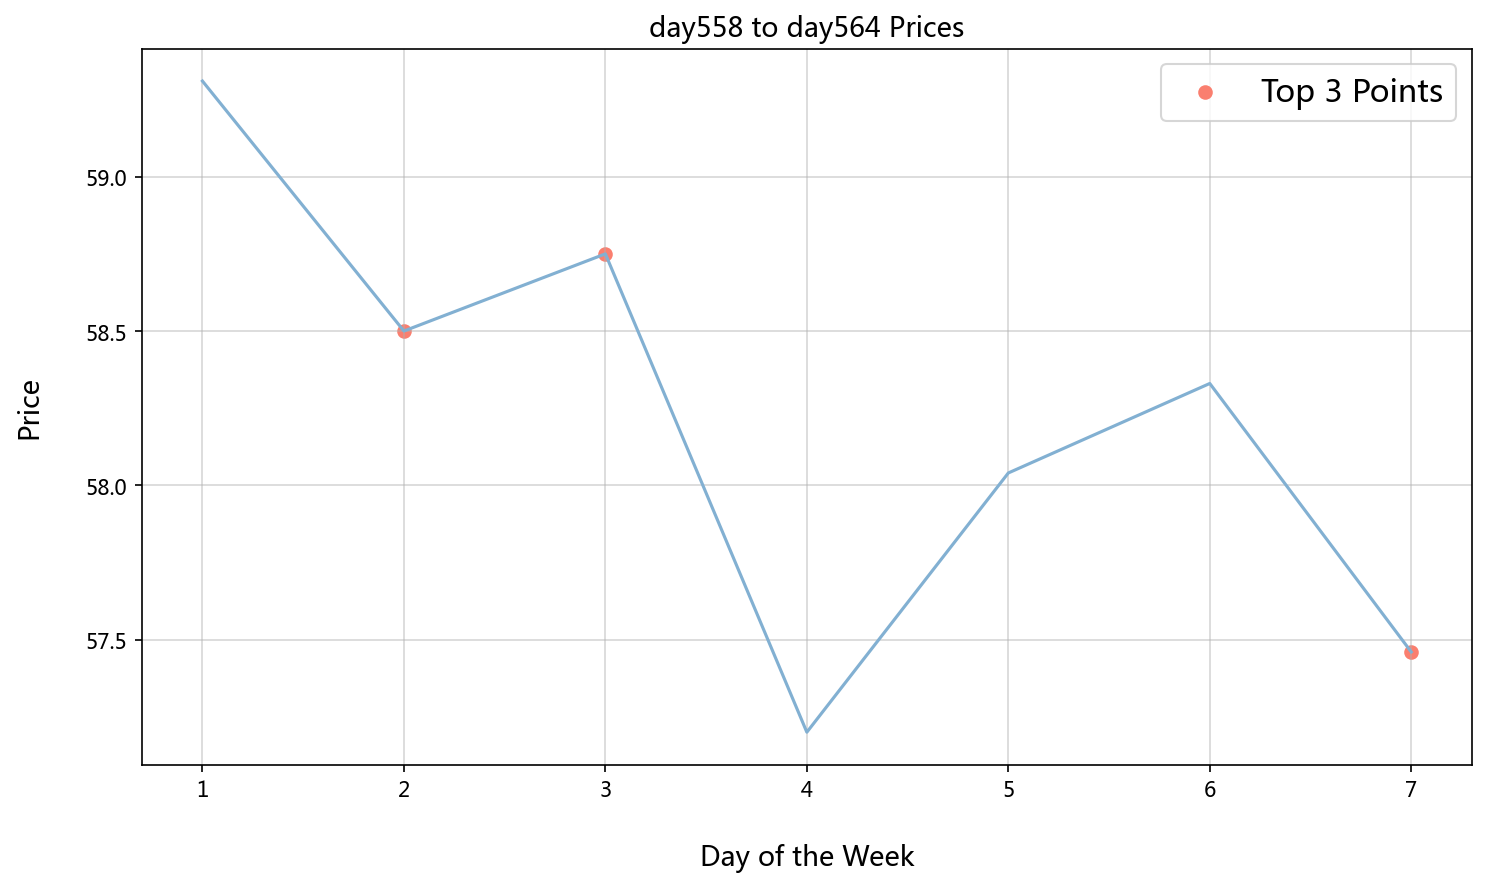 day558 to day564 Prices
Top 3 Points
59.0
58.5
58.0
57.5
Price
1 2 3 4 5 6 7
Day of the Week